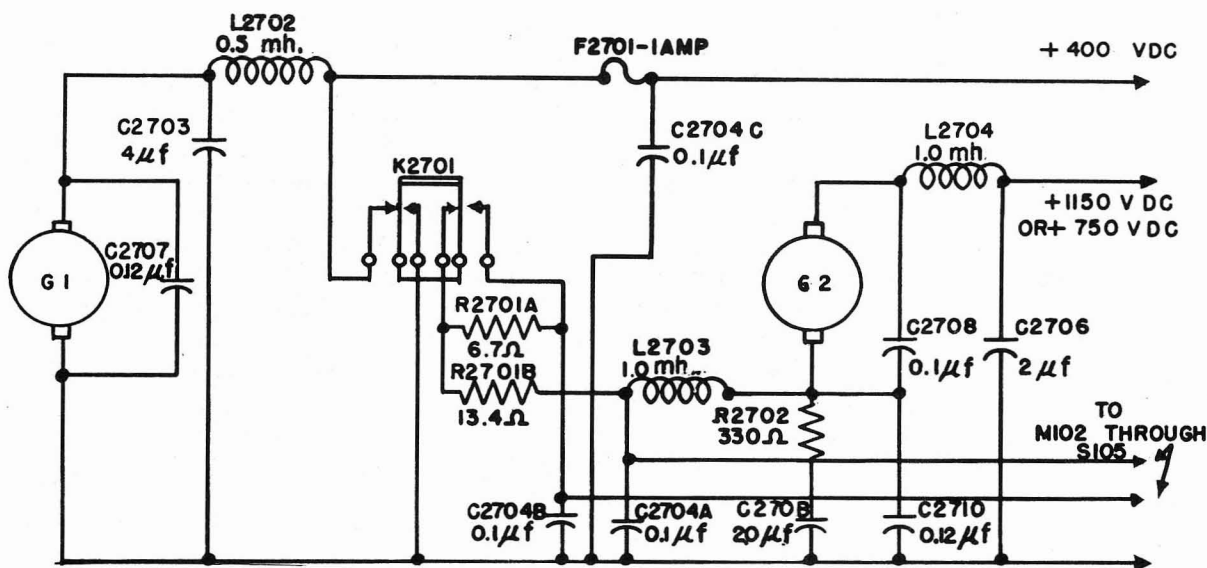 L2702
0.5 mh.
F2701-1AMP
+ 400 VDC
C2703
4μf
C2704 C
0.1μf
L2704
1.0 mh
K2701
+1150 V DC
OR+ 750 V DC
C2707
0.12μf
G 1
G 2
R2701A
6.7Ω
L2703
1.0 mh
C2708
0.1μf
C2706
2μf
R2701B
13.4Ω
R2702
330Ω
TO
M102 THROUGH
S105
C2704B
0.1μf
C2704A
0.1μf
C270B
20μf
C2710
0.12μf